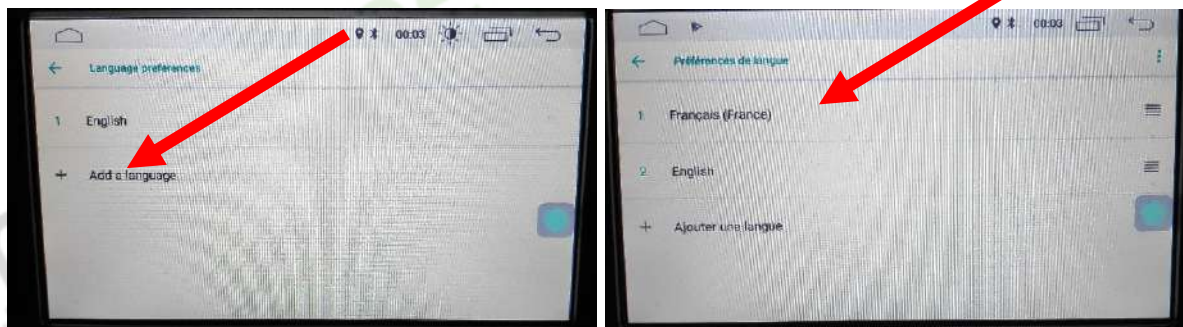 00:03
Language preferences
1 English
+ Add a language
00:03
Préférences de langue
1 Français (France)
2 English
+ Ajouter une langue